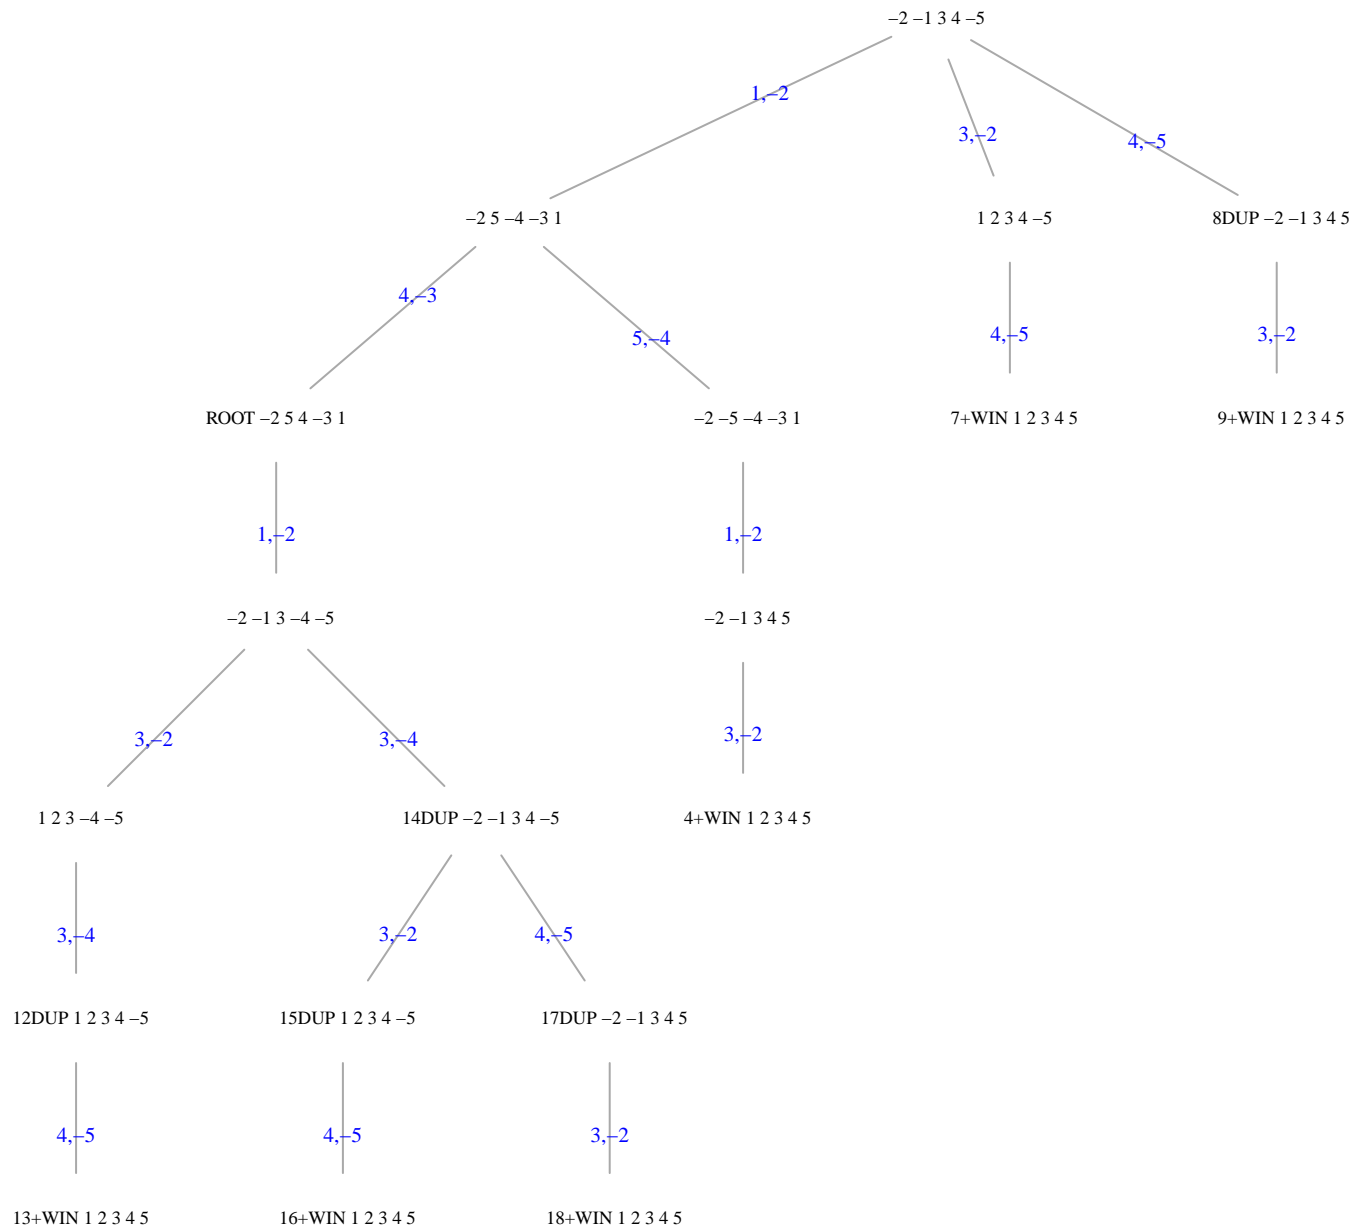 –2 –1 3 4 –5
1,–2
3,–2
4,–5
–2 5 –4 –3 1
1 2 3 4 –5
8DUP –2 –1 3 4 5
4,–3
5,–4
4,–5
3,–2
ROOT –2 5 4 –3 1
–2 –5 –4 –3 1
7+WIN 1 2 3 4 5
9+WIN 1 2 3 4 5
1,–2
1,–2
–2 –1 3 –4 –5
–2 –1 3 4 5
3,–2
3,–4
3,–2
1 2 3 –4 –5
14DUP –2 –1 3 4 –5
4+WIN 1 2 3 4 5
3,–4
3,–2
4,–5
12DUP 1 2 3 4 –5
15DUP 1 2 3 4 –5
17DUP –2 –1 3 4 5
4,–5
4,–5
3,–2
13+WIN 1 2 3 4 5
16+WIN 1 2 3 4 5
18+WIN 1 2 3 4 5